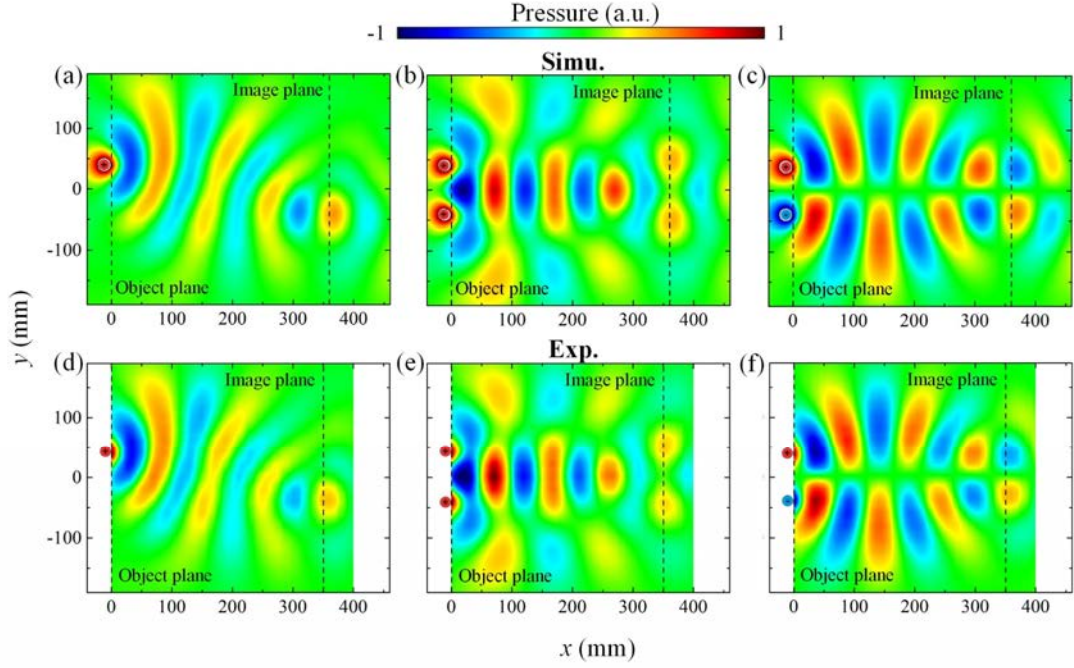 Pressure (a.u.)
-1 1
Simu.
(a) (b) (c)
Image plane Image plane Image plane
100
0
-100
Object plane Object plane Object plane
0 100 200 300 400 0 100 200 300 400 0 100 200 300 400
y (mm)
Exp.
(d) (e) (f)
Image plane Image plane Image plane
100
0
-100
Object plane Object plane Object plane
0 100 200 300 400 0 100 200 300 400 0 100 200 300 400
x (mm)